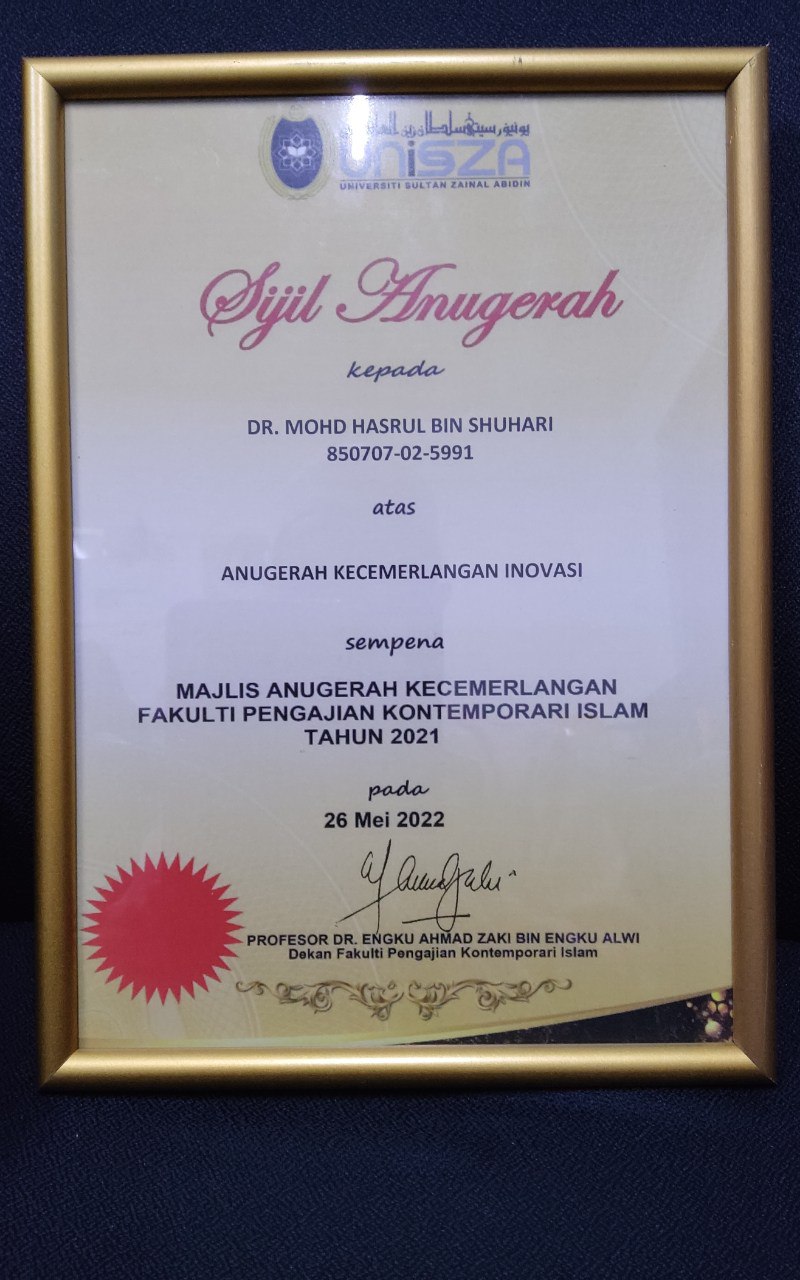 UNISZA
UNIVERSITI SULTAN ZAINAL ABIDIN
Sijil Anugerah
kepada
DR. MOHD HASRUL BIN SHUHARI
850707-02-5991
atas
ANUGERAH KECEMERLANGAN INOVASI
sempena
MAJLIS ANUGERAH KECEMERLANGAN
FAKULTI PENGAJIAN KONTEMPORARI ISLAM
TAHUN 2021
pada
26 Mei 2022
PROFESOR DR. ENGKU AHMAD ZAKI BIN ENGKU ALWI
Dekan Fakulti Pengajian Kontemporari Islam